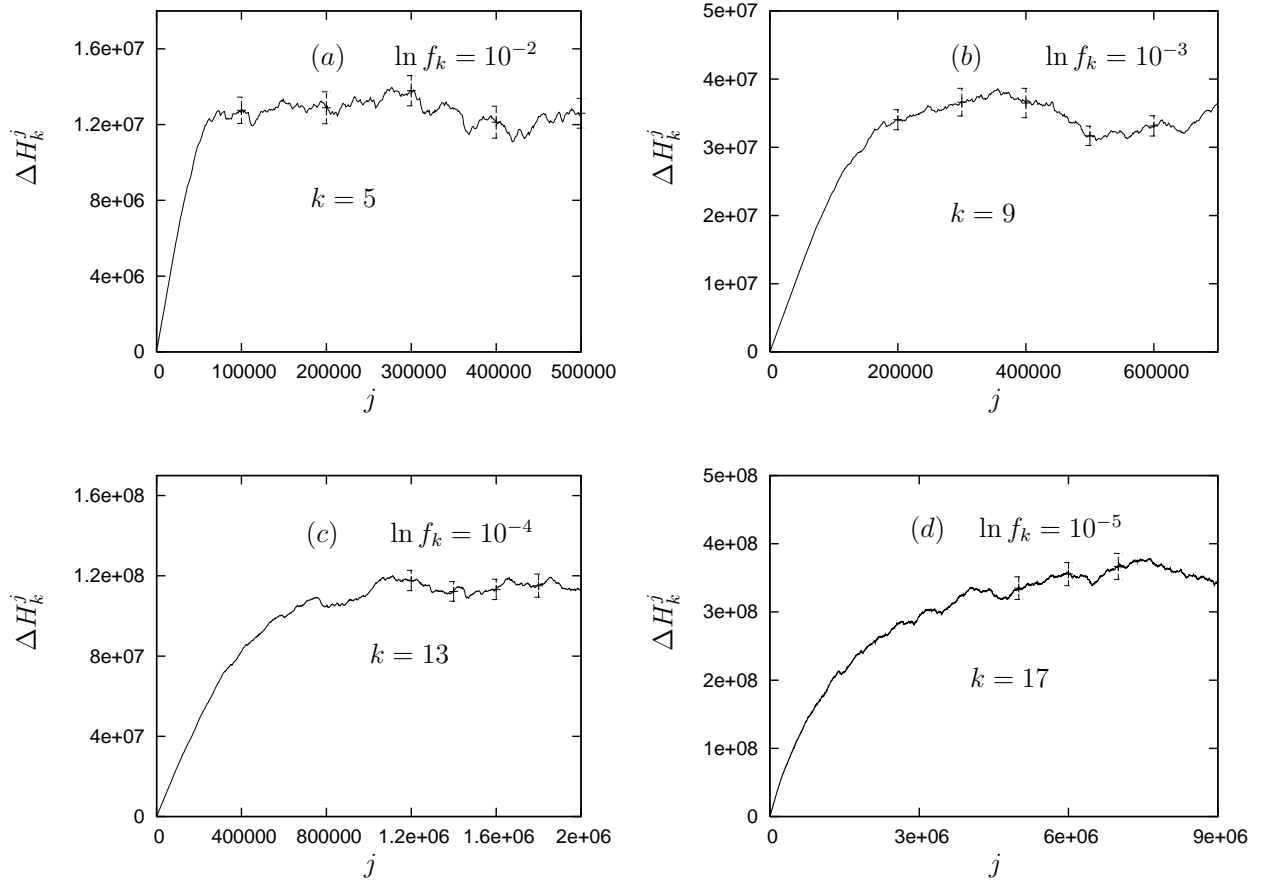 1.6e+07
(a) ln f_k = 10^{-2}
1.2e+07
ΔH_k^j
8e+06
k = 5
4e+06
0
0 100000 200000 300000 400000 500000
j
5e+07
(b) ln f_k = 10^{-3}
4e+07
3e+07
ΔH_k^j
2e+07
k = 9
1e+07
0
0 200000 400000 600000
j
1.6e+08
(c) ln f_k = 10^{-4}
1.2e+08
ΔH_k^j
8e+07
k = 13
4e+07
0
0 400000 800000 1.2e+06 1.6e+06 2e+06
j
5e+08
(d) ln f_k = 10^{-5}
4e+08
3e+08
ΔH_k^j
2e+08
k = 17
1e+08
0
0 3e+06 6e+06 9e+06
j